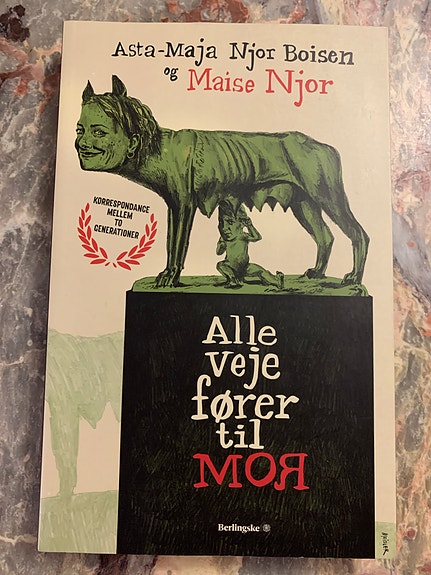 Asta-Maja Njor Boisen
og Maise Njor
KORRESPONDANCE
MELLEM
TO
GENERATIONER
Alle
veje
fører
til
MOR
Berlingske